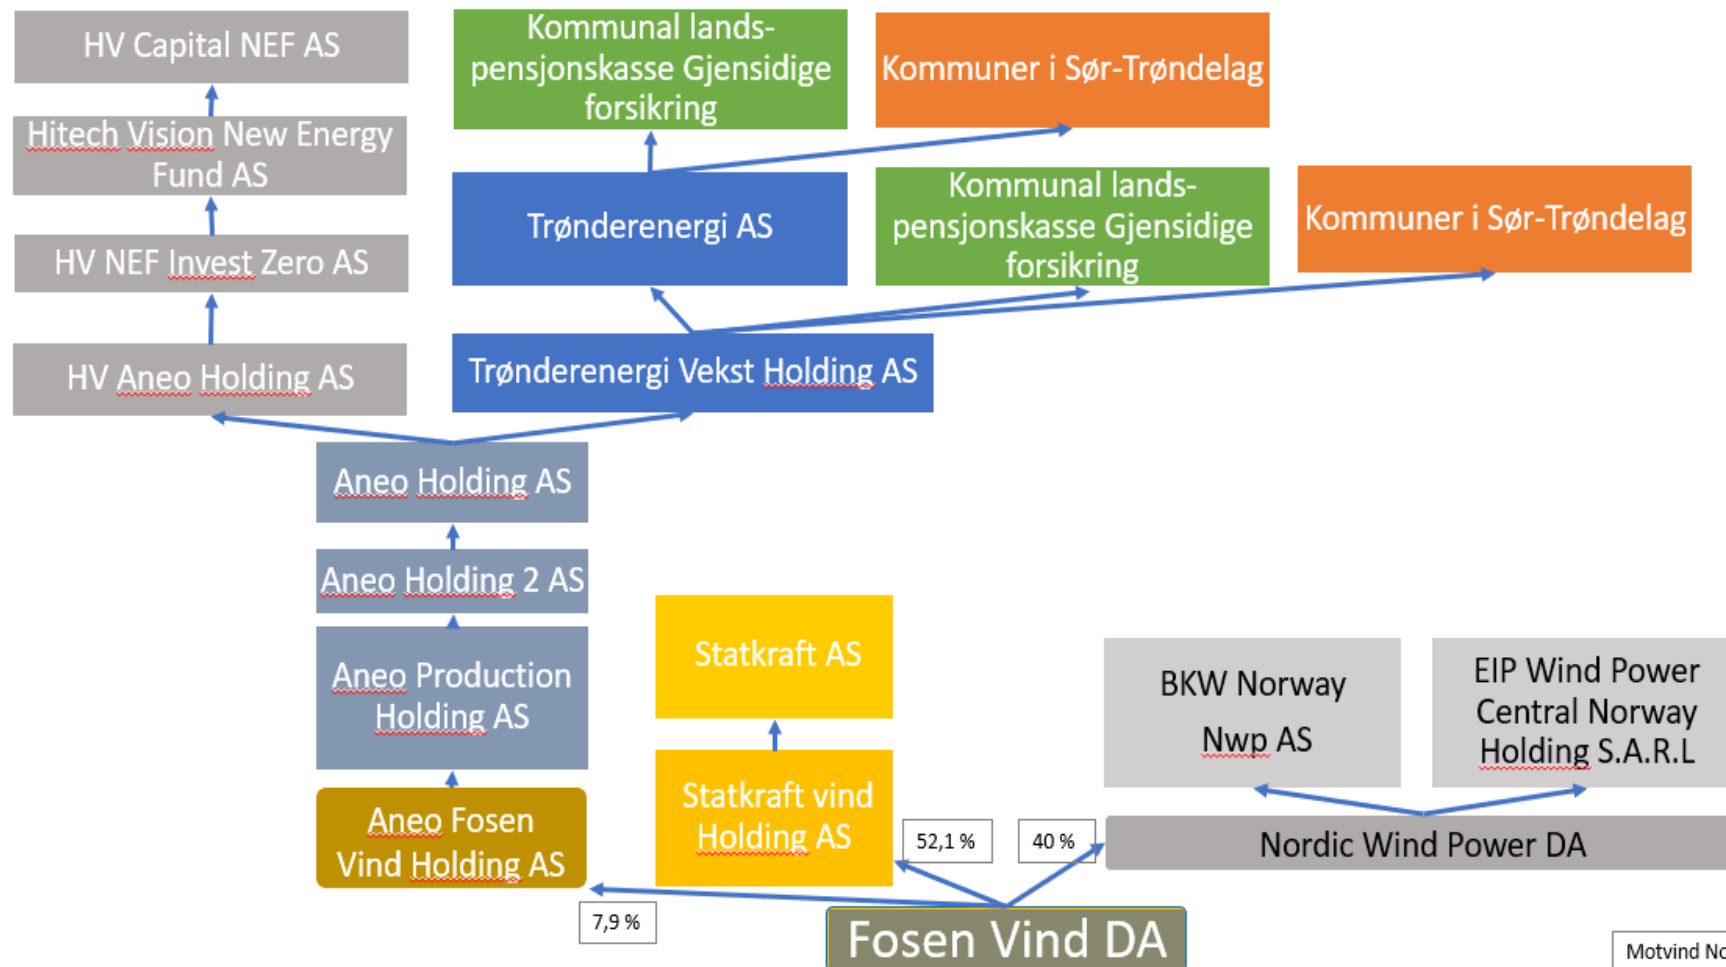 HV Capital NEF AS
Kommunal lands-
pensjonskasse Gjensidige
forsikring
Kommuner i Sør-Trøndelag
Hitech Vision New Energy
Fund AS
Trønderenergi AS
Kommunal lands-
pensjonskasse Gjensidige
forsikring
Kommuner i Sør-Trøndelag
HV NEF Invest Zero AS
HV Aneo Holding AS
Trønderenergi Vekst Holding AS
Aneo Holding AS
Aneo Holding 2 AS
Aneo Production
Holding AS
Statkraft AS
BKW Norway
Nwp AS
EIP Wind Power
Central Norway
Holding S.A.R.L
Aneo Fosen
Vind Holding AS
Statkraft vind
Holding AS
52,1 %
40 %
Nordic Wind Power DA
7,9 %
Fosen Vind DA
Motvind